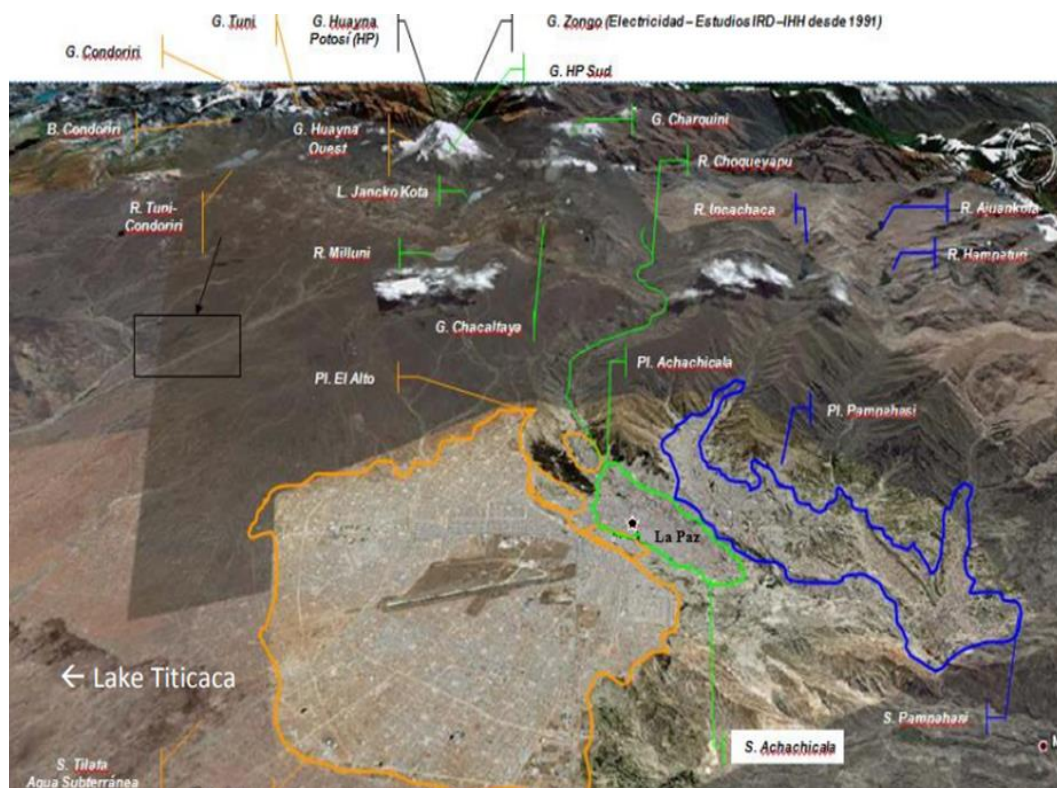 G. Tuni
G. Huayna
Potosí (HP)
G. Zongo (Electricidad – Estudios IRD–IHH desde 1991)
G. Condoriri
G. HP Sud
B. Condoriri
G. Huayna
Ouest
G. Charquini
R. Choqueyapu
L. Jancko Kota
R. Tuni-
Condoriri
R. Incachaca
R. Ajuankota
R. Milluni
R. Hampaturi
G. Chacaltaya
Pl. El Alto
Pl. Achachicala
Pl. Pampahasi
La Paz
← Lake Titicaca
S. Pampahasi
S. Achachicala
S. Tilata
Agua Subterránea